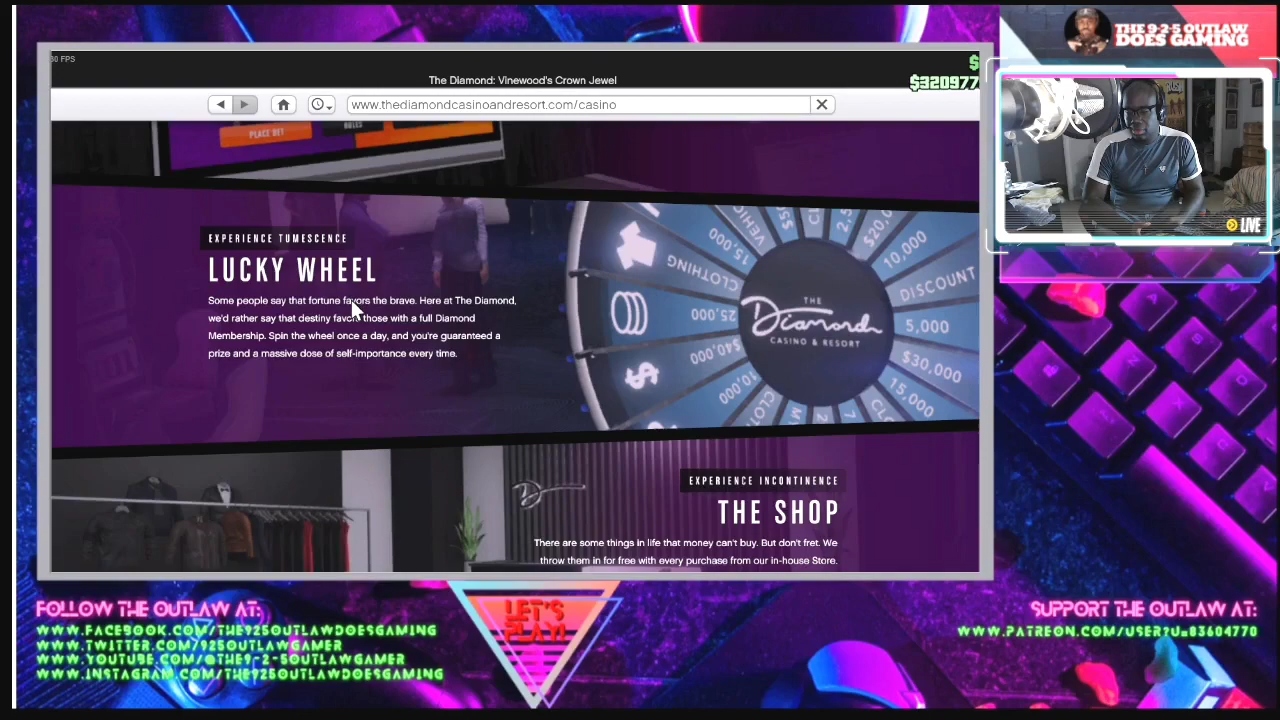 THE 9-2-5 OUTLAW
DOES GAMING
30 FPS
$
$320977
The Diamond: Vinewood's Crown Jewel
www.thediamondcasinoandresort.com/casino
PLACE BET
LIVE
EXPERIENCE TUMESCENCE
LUCKY WHEEL
Some people say that fortune favors the brave. Here at The Diamond,
we'd rather say that destiny favors those with a full Diamond
Membership. Spin the wheel once a day, and you're guaranteed a
prize and a massive dose of self-importance every time.
15,000
CLOTHING
25,000
$40,000
$20,000
10,000
DISCOUNT
5,000
$30,000
15,000
THE
Diamond
CASINO & RESORT
EXPERIENCE INCONTINENCE
THE SHOP
There are some things in life that money can't buy. But don't fret. We
throw them in for free with every purchase from our in-house Store.
FOLLOW THE OUTLAW AT:
WWW.FACEBOOK.COM/THE925OUTLAWDOESGAMING
WWW.TWITTER.COM/925OUTLAWGAMER
WWW.YOUTUBE.COM/@THE9-2-5OUTLAWGAMER
WWW.INSTAGRAM.COM/THE925OUTLAWDOESGAMING
LET'S
PLAY!
SUPPORT THE OUTLAW AT:
WWW.PATREON.COM/USER?U=83604770